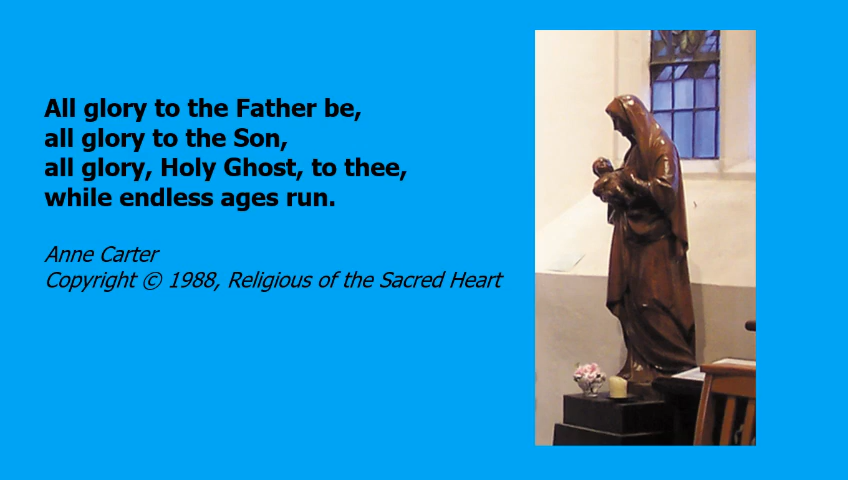 All glory to the Father be,
all glory to the Son,
all glory, Holy Ghost, to thee,
while endless ages run.
Anne Carter
Copyright © 1988, Religious of the Sacred Heart